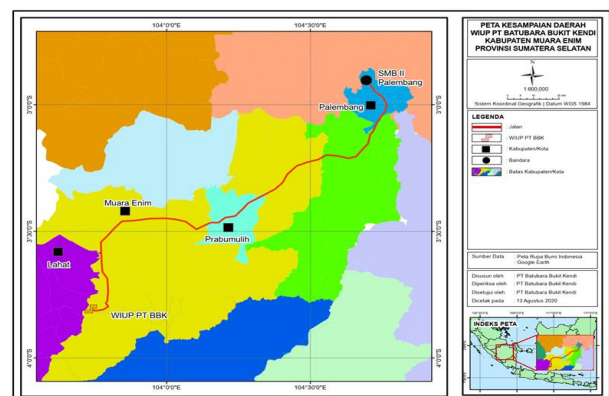 104°0'0"E
104°30'0"E
SMB II
Palembang
Palembang
3°0'0"S
3°0'0"S
Muara Enim
Prabumulih
3°30'0"S
3°30'0"S
Lahat
WIUP PT BBK
4°0'0"S
4°0'0"S
104°0'0"E
104°30'0"E
PETA KESAMPAIAN DAERAH
WIUP PT BATUBARA BUKIT KENDI
KABUPATEN MUARA ENIM
PROVINSI SUMATERA SELATAN
1:600,000
Sistem Koordinat Geografik | Datum WGS 1984
LEGENDA
: Jalan
: WIUP PT BBK
: Kabupaten/Kota
: Bandara
: Batas Kabupaten/Kota
Sumber Data : Peta Rupa Bumi Indonesia
: Google Earth
Disusun oleh : PT Batubara Bukit Kendi
Diperiksa oleh : PT Batubara Bukit Kendi
Disetujui oleh : PT Batubara Bukit Kendi
Dicetak pada : 13 Agustus 2020
INDEKS PETA